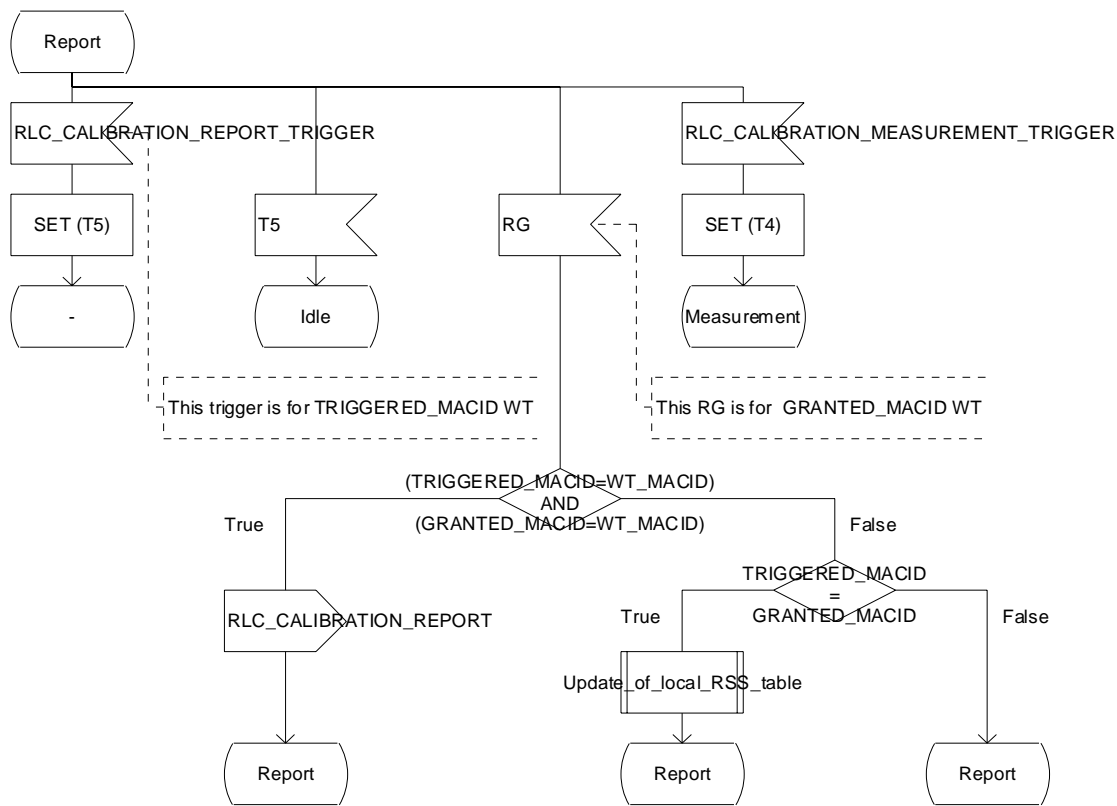 Report
RLC_CALIBRATION_REPORT_TRIGGER
RLC_CALIBRATION_MEASUREMENT_TRIGGER
SET (T5)
T5
RG
SET (T4)
-
Idle
Measurement
This trigger is for TRIGGERED_MACID WT
This RG is for GRANTED_MACID WT
(TRIGGERED_MACID=WT_MACID)
AND
(GRANTED_MACID=WT_MACID)
True
False
TRIGGERED_MACID
=
GRANTED_MACID
RLC_CALIBRATION_REPORT
True
False
Update_of_local_RSS_table
Report
Report
Report